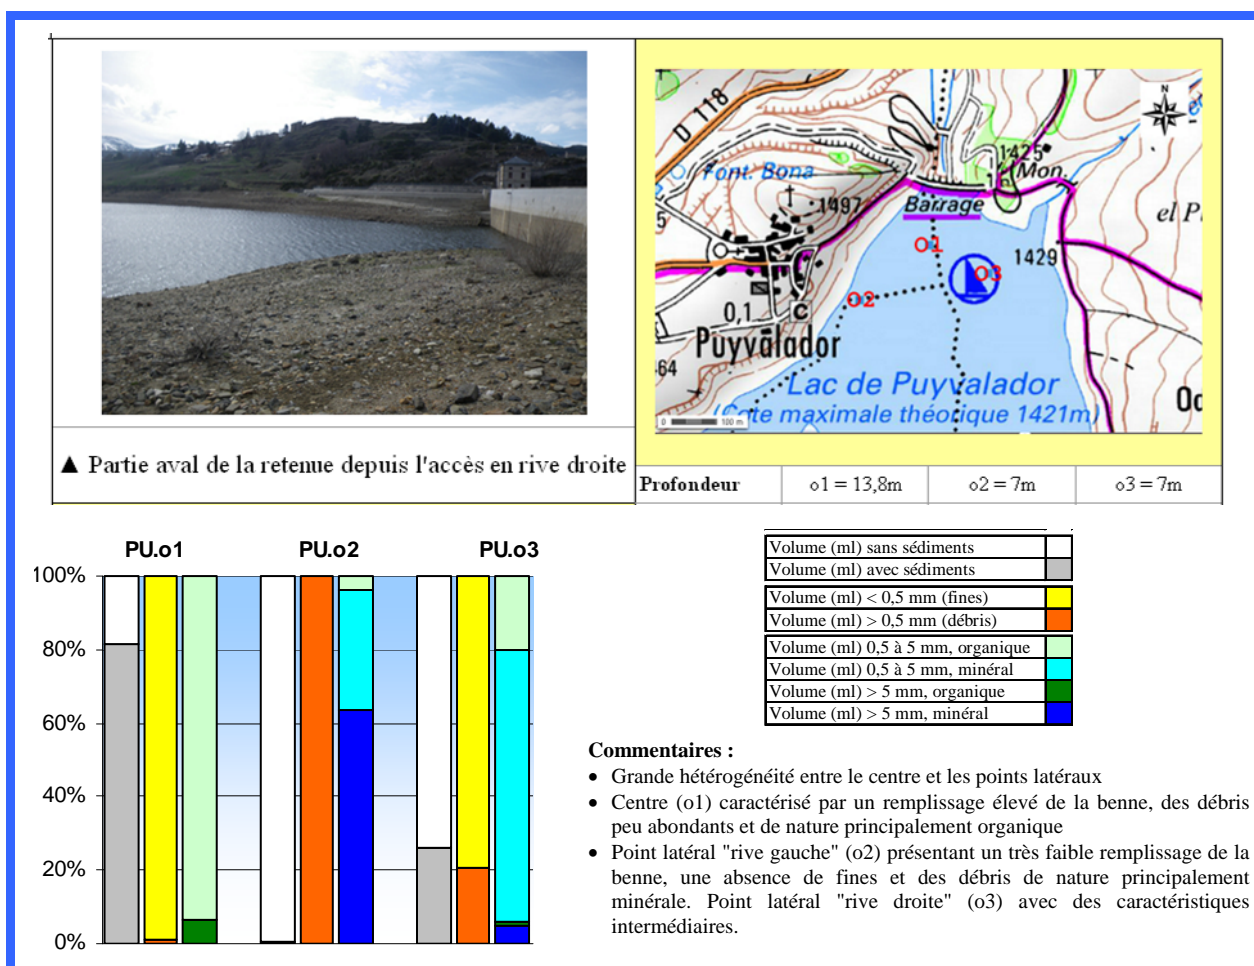 D 118
Font. Bona
1497
1425
Mon.
Barrage
el P
o1
1429
o3
o2
0,1
C
Puyvalador
64
5
Lac de Puyvalador
(Cote maximale théorique 1421m)
0 100 m
N
▲ Partie aval de la retenue depuis l'accès en rive droite
Profondeur o1 = 13,8m o2 = 7m o3 = 7m
PU.o1 PU.o2 PU.o3
100%
80%
60%
40%
20%
0%
Volume (ml) sans sédiments
Volume (ml) avec sédiments
Volume (ml) < 0,5 mm (fines)
Volume (ml) > 0,5 mm (débris)
Volume (ml) 0,5 à 5 mm, organique
Volume (ml) 0,5 à 5 mm, minéral
Volume (ml) > 5 mm, organique
Volume (ml) > 5 mm, minéral
Commentaires :
• Grande hétérogénéité entre le centre et les points latéraux
• Centre (o1) caractérisé par un remplissage élevé de la benne, des débris
peu abondants et de nature principalement organique
• Point latéral "rive gauche" (o2) présentant un très faible remplissage de la
benne, une absence de fines et des débris de nature principalement
minérale. Point latéral "rive droite" (o3) avec des caractéristiques
intermédiaires.